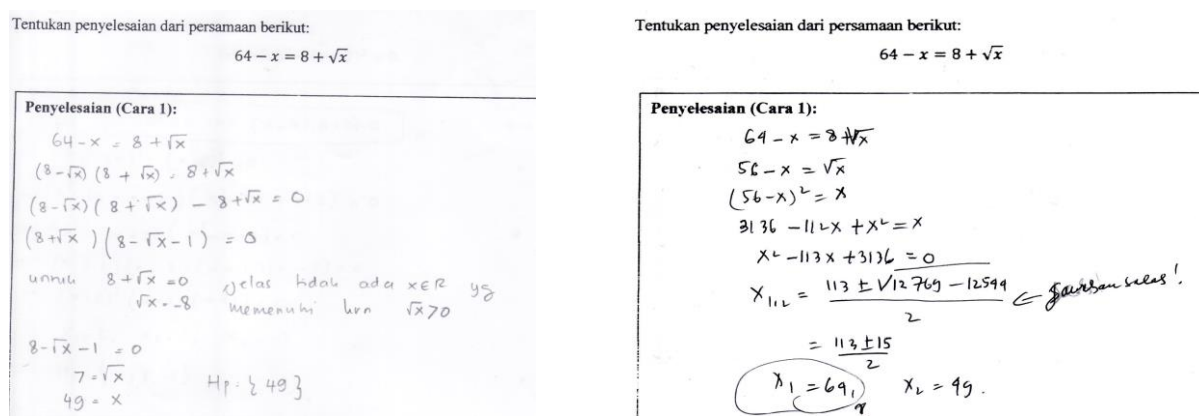 Tentukan penyelesaian dari persamaan berikut:
64 − x = 8 + √x
Penyelesaian (Cara 1):
64 - x = 8 + √x
(8-√x) (8 + √x) = 8 + √x
(8-√x) (8 + √x) - 8 + √x = 0
(8+√x) (8 - √x - 1) = 0
untuk 8 + √x = 0 jelas tdak ada x∈R yg
√x = -8 memenuhi krn √x > 0
8 - √x - 1 = 0
7 = √x
49 = x Hp = { 49 }
Tentukan penyelesaian dari persamaan berikut:
64 − x = 8 + √x
Penyelesaian (Cara 1):
64 - x = 8 + √x
56 - x = √x
(56 - x)² = x
3136 - 112x + x² = x
x² - 113x + 3136 = 0
x₁,₂ = 113 ± √12769 - 12544 / 2 ←
= 113 ± 15 / 2
x₁ = 64, x₂ = 49.